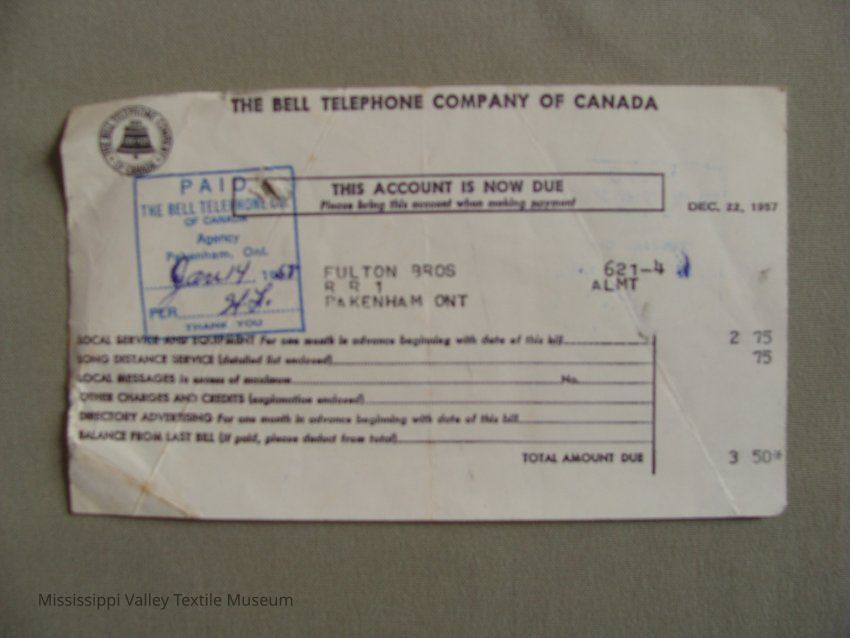 THE BELL TELEPHONE COMPANY OF CANADA
THE BELL TELEPHONE COMPANY OF CANADA
PAID
THE BELL TELEPHONE CO.
OF CANADA
Agency
Pakenham, Ont.
Jan 14 1958
PER H.F.
THANK YOU
THIS ACCOUNT IS NOW DUE
Please bring this account when making payment
DEC. 22, 1957
FULTON BROS 621-4
R R 1 ALMT
PAKENHAM ONT
LOCAL SERVICE AND EQUIPMENT For one month in advance beginning with date of this bill 2 75
LONG DISTANCE SERVICE (detailed list enclosed) 75
LOCAL MESSAGES in excess of maximum No.
OTHER CHARGES AND CREDITS (explanation enclosed)
DIRECTORY ADVERTISING For one month in advance beginning with date of this bill
BALANCE FROM LAST BILL (If paid, please deduct from total)
TOTAL AMOUNT DUE 3 50*
Mississippi Valley Textile Museum